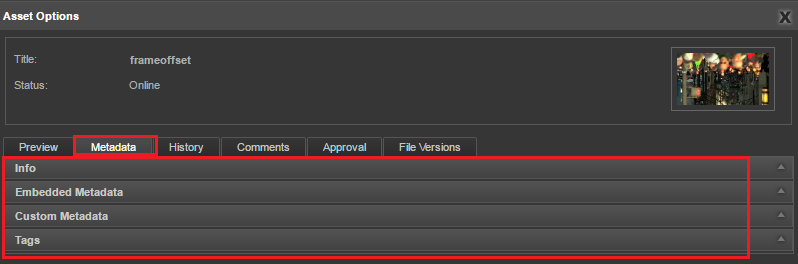 Asset Options X
Title: frameoffset
Status: Online
Preview Metadata History Comments Approval File Versions
Info
Embedded Metadata
Custom Metadata
Tags